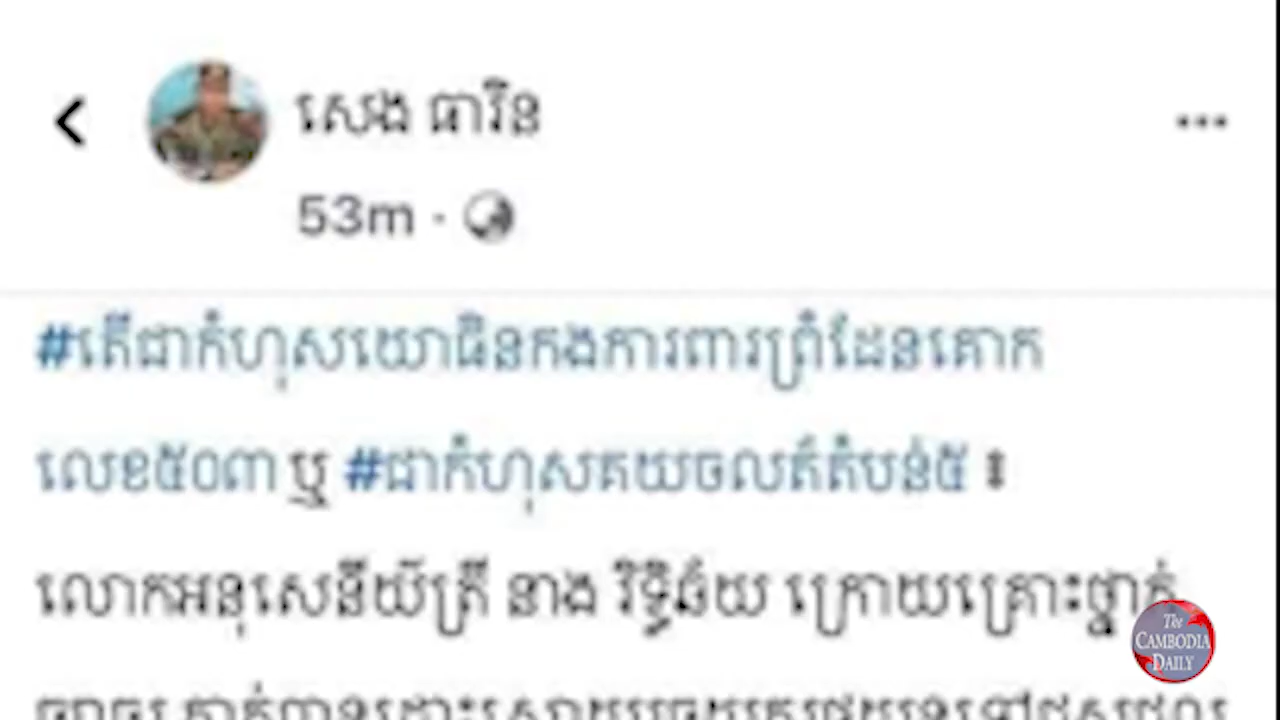 សេង ធារិន
53m ·
#តើជាកំហុសយោធិនកងការពារព្រំដែនគោក
លេខ៥០៣ ឬ #ជាកំហុសគយចល័តតំបន់៥ ៖
លោកអនុសេនីយ៍ត្រី នាង រិទ្ធិជ័យ ក្រោយគ្រោះថ្នាក់
The
CAMBODIA
DAILY